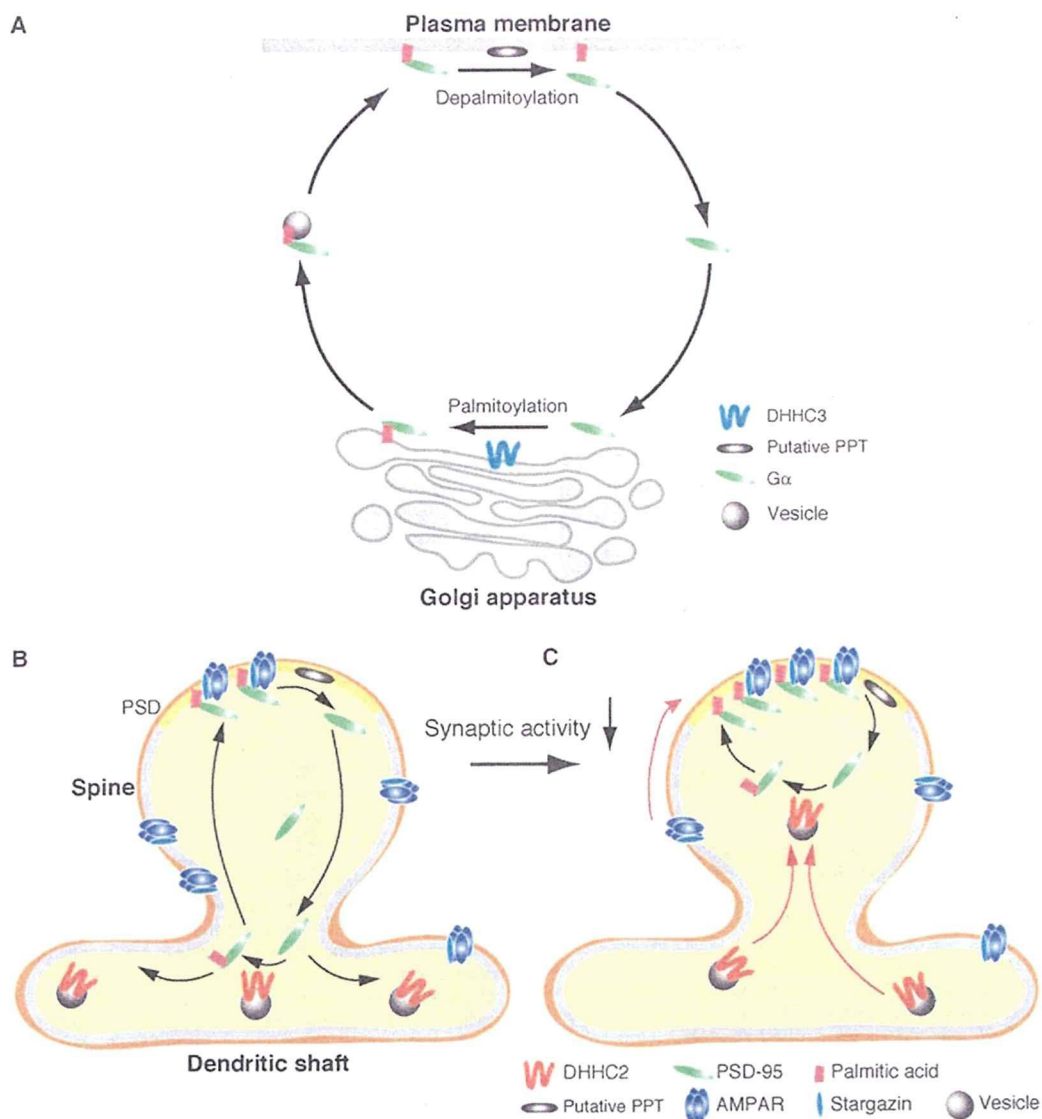 A
Plasma membrane
Depalmitoylation
Palmitoylation
DHHC3
Putative PPT
Gα
Vesicle
Golgi apparatus
B
PSD
Spine
Dendritic shaft
Synaptic activity
C
DHHC2
PSD-95
Palmitic acid
Putative PPT
AMPAR
Stargazin
Vesicle